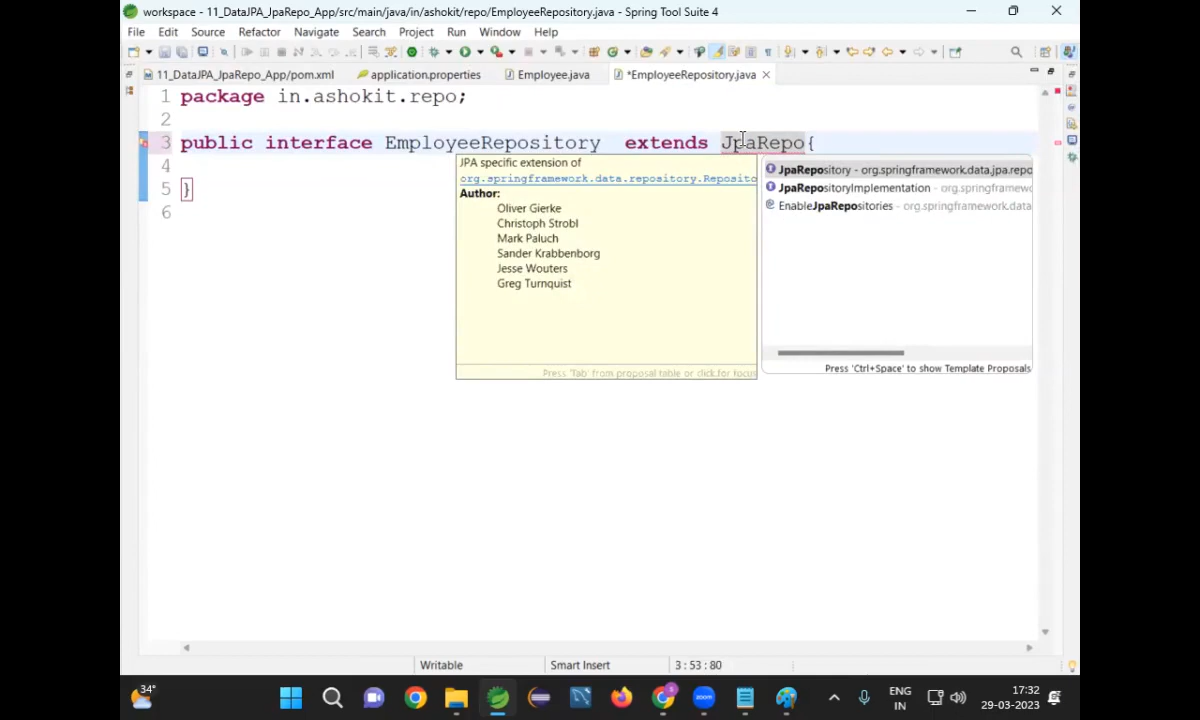 workspace - 11_DataJPA_JpaRepo_App/src/main/java/in/ashokit/repo/EmployeeRepository.java - Spring Tool Suite 4
File Edit Source Refactor Navigate Search Project Run Window Help
11_DataJPA_JpaRepo_App/pom.xml application.properties Employee.java *EmployeeRepository.java
1 package in.ashokit.repo;
2
3 public interface EmployeeRepository extends JpaRepo{
4
5 }
6
JPA specific extension of
org.springframework.data.repository.Reposito
Author:
Oliver Gierke
Christoph Strobl
Mark Paluch
Sander Krabbenborg
Jesse Wouters
Greg Turnquist
Press 'Tab' from proposal table or click for focus
JpaRepository - org.springframework.data.jpa.repo
JpaRepositoryImplementation - org.springframew
EnableJpaRepositories - org.springframework.data
Press 'Ctrl+Space' to show Template Proposals
Writable Smart Insert 3 : 53 : 80
34°
zoom
ENG
IN
17:32
29-03-2023